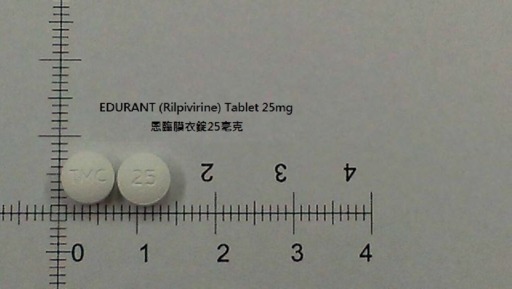 EDURANT (Rilpivirine) Tablet 25mg
恩臨膜衣錠25毫克
TMC 25
2 3 4
0 1 2 3 4